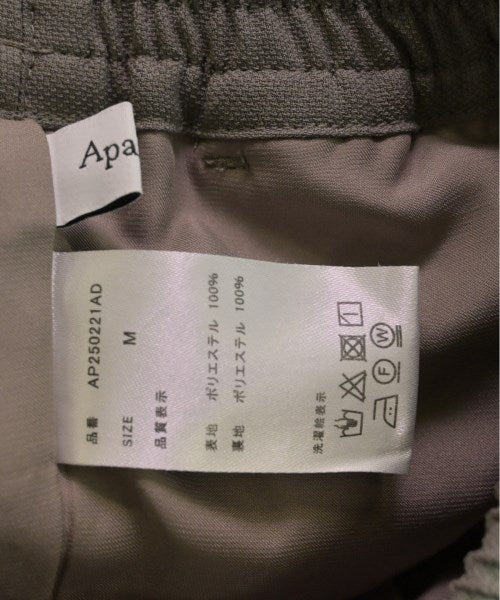 Apa
品番 AP250221AD
SIZE M
品質表示
表地 ポリエステル 100%
裏地 ポリエステル 100%
洗濯絵表示
F W